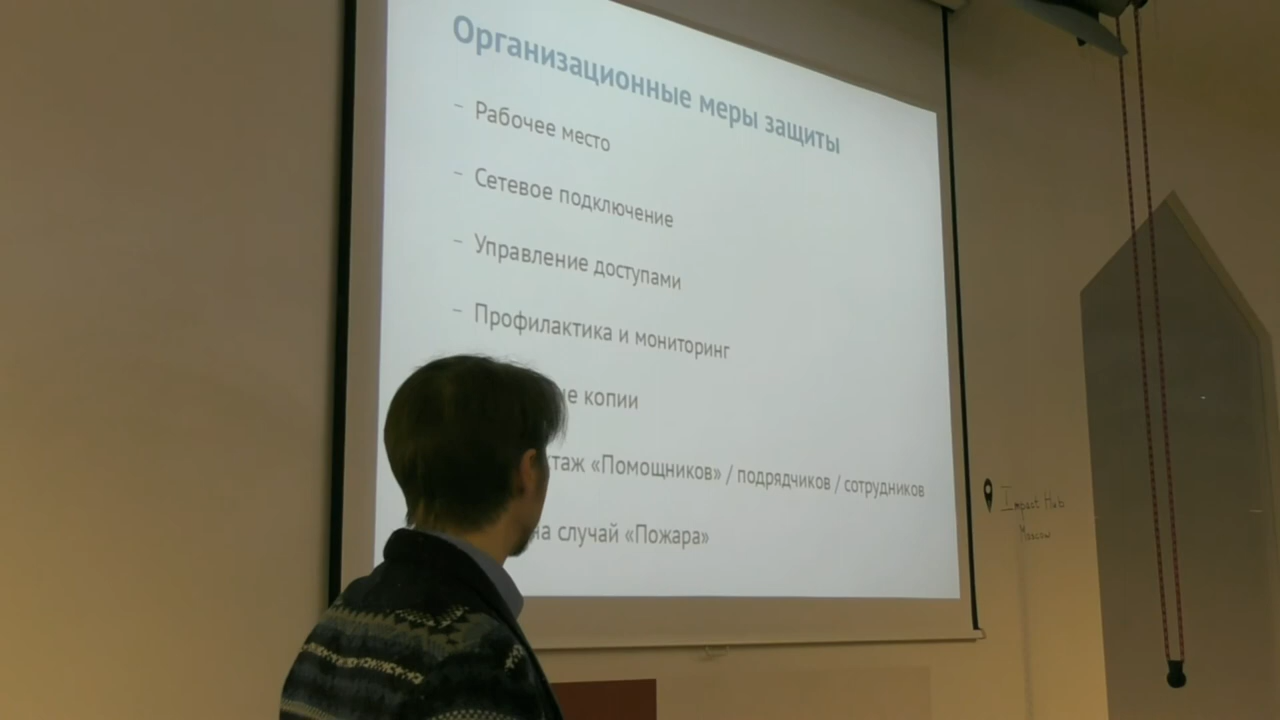 Организационные меры защиты
– Рабочее место
– Сетевое подключение
– Управление доступами
– Профилактика и мониторинг
копии
«Помощников» / подрядчиков / сотрудников
на случай «Пожара»
Impact Hub
Moscow